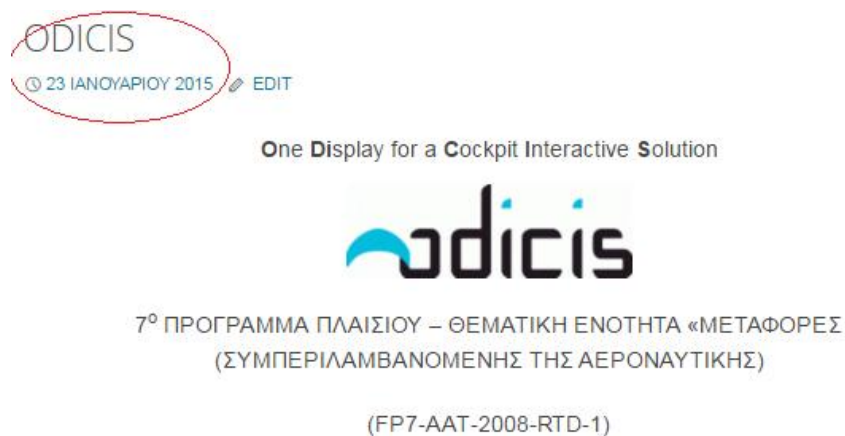 ODICIS
23 ΙΑΝΟΥΑΡΙΟΥ 2015 EDIT
One Display for a Cockpit Interactive Solution
odicis
7ο ΠΡΟΓΡΑΜΜΑ ΠΛΑΙΣΙΟΥ – ΘΕΜΑΤΙΚΗ ΕΝΟΤΗΤΑ «ΜΕΤΑΦΟΡΕΣ
(ΣΥΜΠΕΡΙΛΑΜΒΑΝΟΜΕΝΗΣ ΤΗΣ ΑΕΡΟΝΑΥΤΙΚΗΣ)
(FP7-AAT-2008-RTD-1)